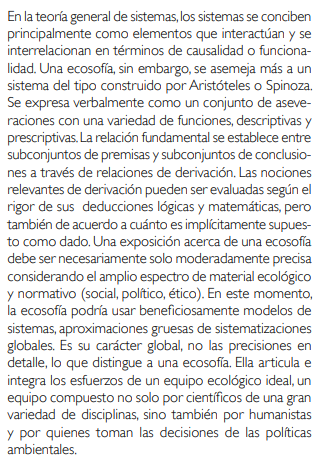 En la teoría general de sistemas, los sistemas se conciben
principalmente como elementos que interactúan y se
interrelacionan en términos de causalidad o funciona-
lidad. Una ecosofía, sin embargo, se asemeja más a un
sistema del tipo construido por Aristóteles o Spinoza.
Se expresa verbalmente como un conjunto de aseve-
raciones con una variedad de funciones, descriptivas y
prescriptivas. La relación fundamental se establece entre
subconjuntos de premisas y subconjuntos de conclusio-
nes a través de relaciones de derivación. Las nociones
relevantes de derivación pueden ser evaluadas según el
rigor de sus deducciones lógicas y matemáticas, pero
también de acuerdo a cuánto es implícitamente supues-
to como dado. Una exposición acerca de una ecosofía
debe ser necesariamente solo moderadamente precisa
considerando el amplio espectro de material ecológico
y normativo (social, político, ético). En este momento,
la ecosofía podría usar beneficiosamente modelos de
sistemas, aproximaciones gruesas de sistematizaciones
globales. Es su carácter global, no las precisiones en
detalle, lo que distingue a una ecosofía. Ella articula e
integra los esfuerzos de un equipo ecológico ideal, un
equipo compuesto no solo por científicos de una gran
variedad de disciplinas, sino también por humanistas
y por quienes toman las decisiones de las políticas
ambientales.